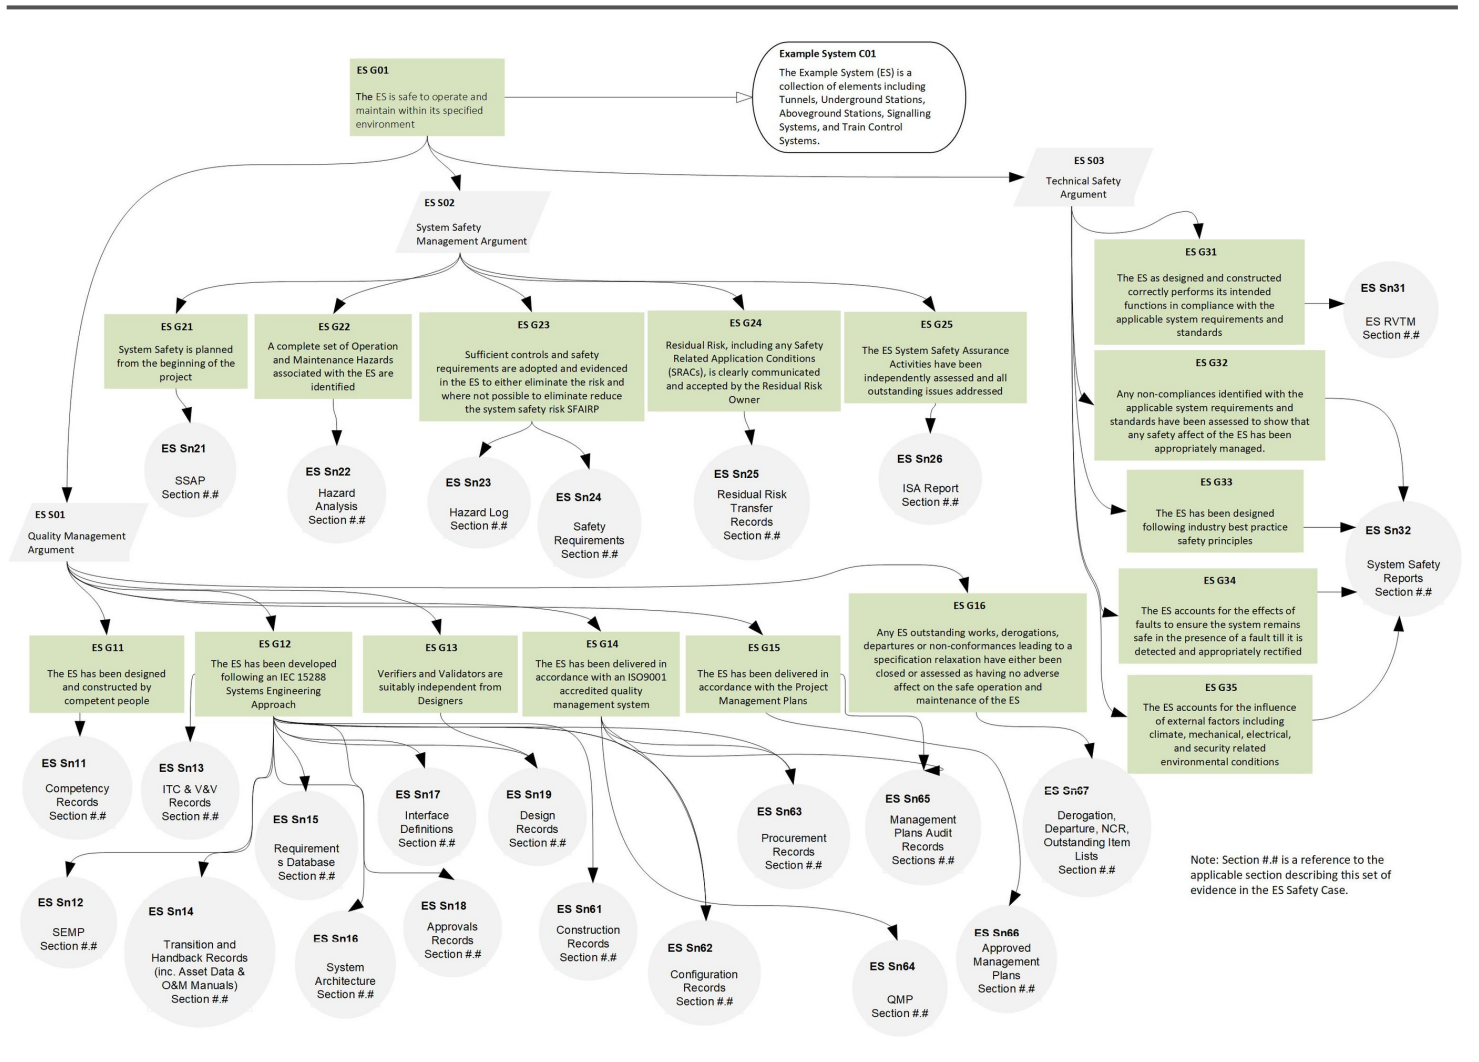 ES G01
The ES is safe to operate and
maintain within its specified
environment
Example System C01
The Example System (ES) is a
collection of elements including
Tunnels, Underground Stations,
Aboveground Stations, Signalling
Systems, and Train Control
Systems.
ES S03
Technical Safety
Argument
ES S02
System Safety
Management Argument
ES G31
The ES as designed and constructed
correctly performs its intended
functions in compliance with the
applicable system requirements and
standards
ES Sn31
ES RVTM
Section #.#
ES G21
System Safety is planned
from the beginning of the
project
ES G22
A complete set of Operation
and Maintenance Hazards
associated with the ES are
identified
ES G23
Sufficient controls and safety
requirements are adopted and evidenced
in the ES to either eliminate the risk and
where not possible to eliminate reduce
the system safety risk SFAIRP
ES G24
Residual Risk, including any Safety
Related Application Conditions
(SRACs), is clearly communicated
and accepted by the Residual Risk
Owner
ES G25
The ES System Safety Assurance
Activities have been
independently assessed and all
outstanding issues addressed
ES G32
Any non-compliances identified with the
applicable system requirements and
standards have been assessed to show that
any safety affect of the ES has been
appropriately managed.
ES Sn21
SSAP
Section #.#
ES Sn22
Hazard
Analysis
Section #.#
ES Sn23
Hazard Log
Section #.#
ES Sn24
Safety
Requirements
Section #.#
ES Sn25
Residual Risk
Transfer
Records
Section #.#
ES Sn26
ISA Report
Section #.#
ES G33
The ES has been designed
following industry best practice
safety principles
ES Sn32
System Safety
Reports
Section #.#
ES S01
Quality Management
Argument
ES G34
The ES accounts for the effects of
faults to ensure the system remains
safe in the presence of a fault till it is
detected and appropriately rectified
ES G11
The ES has been designed
and constructed by
competent people
ES G12
The ES has been developed
following an IEC 15288
Systems Engineering
Approach
ES G13
Verifiers and Validators are
suitably independent from
Designers
ES G14
The ES has been delivered in
accordance with an ISO9001
accredited quality
management system
ES G15
The ES has been delivered in
accordance with the Project
Management Plans
ES G16
Any ES outstanding works, derogations,
departures or non-conformances leading to a
specification relaxation have either been
closed or assessed as having no adverse
affect on the safe operation and
maintenance of the ES
ES G35
The ES accounts for the influence
of external factors including
climate, mechanical, electrical,
and security related
environmental conditions
ES Sn11
Competency
Records
Section #.#
ES Sn13
ITC & V&V
Records
Section #.#
ES Sn15
Requirement
s Database
Section #.#
ES Sn17
Interface
Definitions
Section #.#
ES Sn19
Design
Records
Section #.#
ES Sn63
Procurement
Records
Section #.#
ES Sn65
Management
Plans Audit
Records
Sections #.#
ES Sn67
Derogation,
Departure, NCR,
Outstanding Item
Lists
Section #.#
Note: Section #.# is a reference to the
applicable section describing this set of
evidence in the ES Safety Case.
ES Sn12
SEMP
Section #.#
ES Sn14
Transition and
Handback Records
(inc. Asset Data &
O&M Manuals)
Section #.#
ES Sn16
System
Architecture
Section #.#
ES Sn18
Approvals
Records
Section #.#
ES Sn61
Construction
Records
Section #.#
ES Sn62
Configuration
Records
Section #.#
ES Sn64
QMP
Section #.#
ES Sn66
Approved
Management
Plans
Section #.#